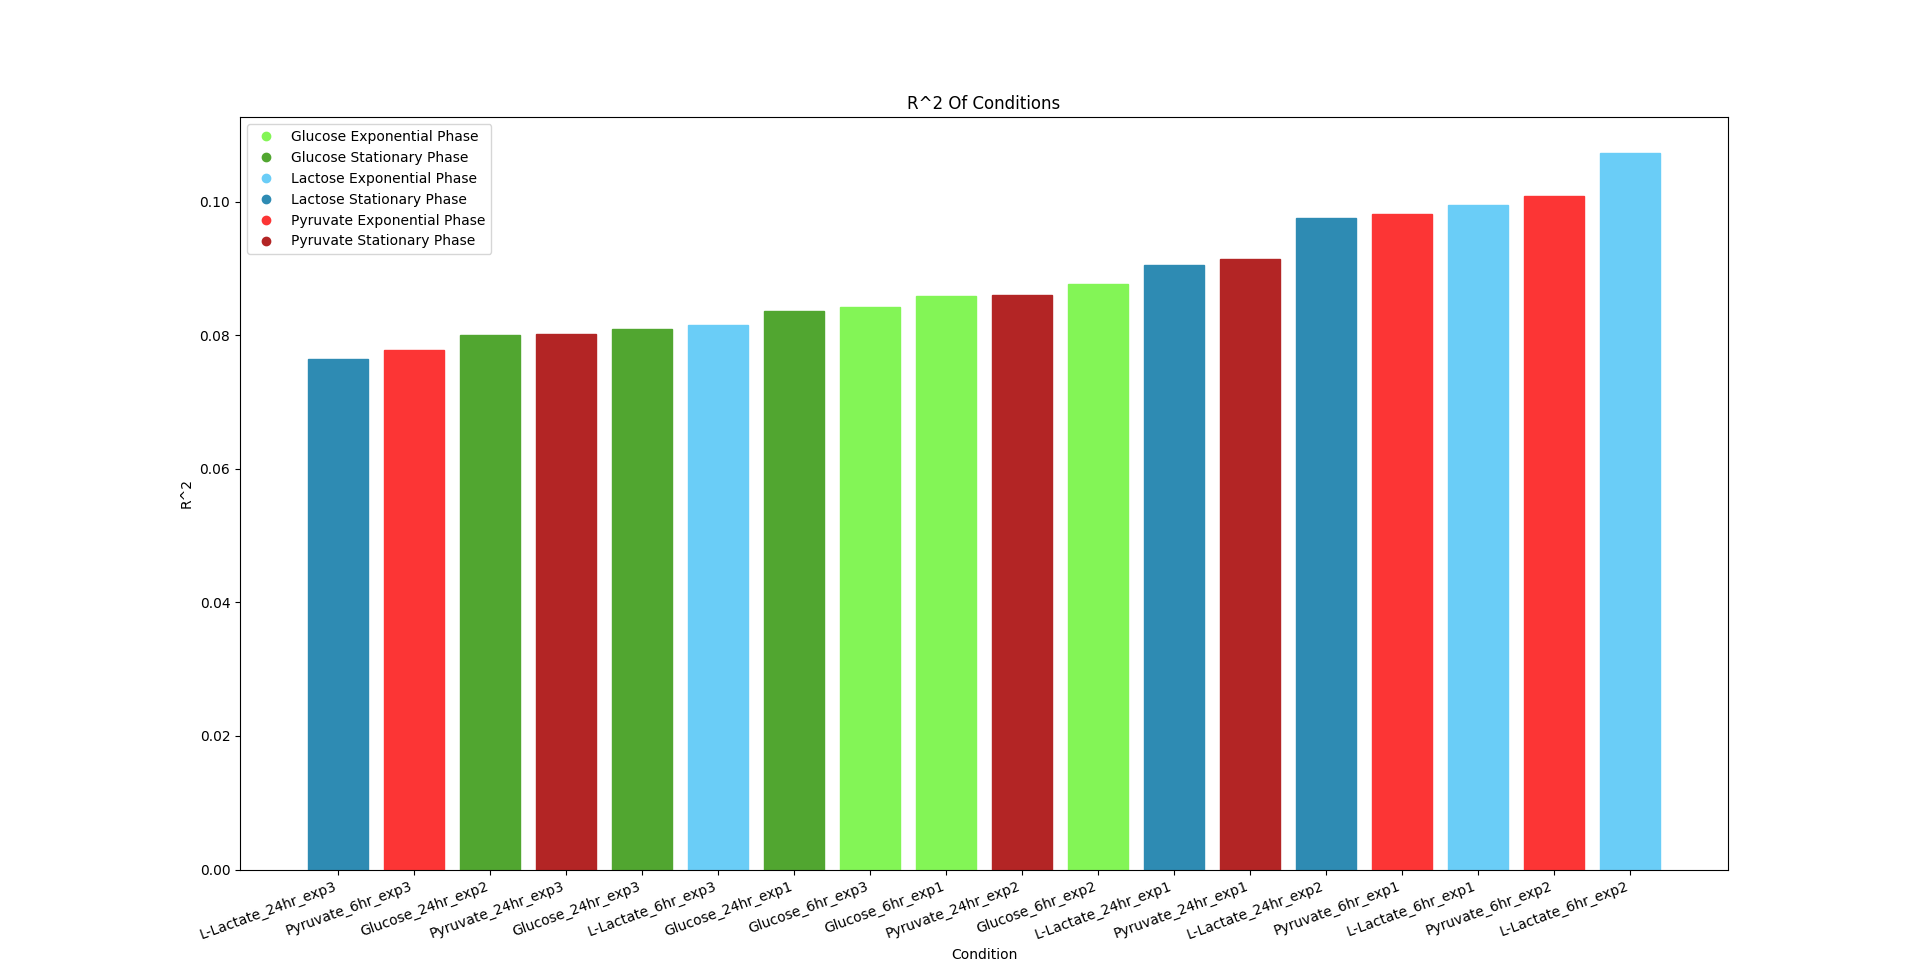 R^2 Of Conditions
Glucose Exponential Phase
Glucose Stationary Phase
Lactose Exponential Phase
Lactose Stationary Phase
Pyruvate Exponential Phase
Pyruvate Stationary Phase
R^2
0.10
0.08
0.06
0.04
0.02
0.00
L-Lactate_24hr_exp3
Pyruvate_6hr_exp3
Glucose_24hr_exp2
Pyruvate_24hr_exp3
Glucose_24hr_exp3
L-Lactate_6hr_exp3
Glucose_24hr_exp1
Glucose_6hr_exp3
Glucose_6hr_exp1
Pyruvate_24hr_exp2
Glucose_6hr_exp2
L-Lactate_24hr_exp1
Pyruvate_24hr_exp1
L-Lactate_24hr_exp2
Pyruvate_6hr_exp1
L-Lactate_6hr_exp1
Pyruvate_6hr_exp2
L-Lactate_6hr_exp2
Condition